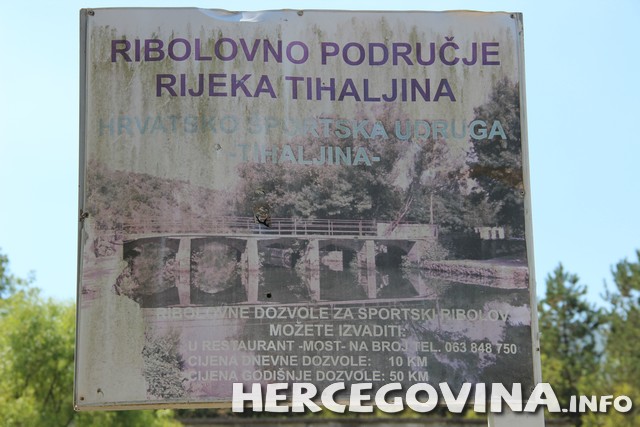 RIBOLOVNO PODRUČJE
RIJEKA TIHALJINA
HRVATSKO ŠPORTSKA UDRUGA
-TIHALJINA-
RIBOLOVNE DOZVOLE ZA SPORTSKI RIBOLOV
MOŽETE IZVADITI:
U RESTAURANT -MOST- NA BROJ TEL. 063 848 750
CIJENA DNEVNE DOZVOLE: 10 KM
CIJENA GODIŠNJE DOZVOLE: 50 KM
HERCEGOVINA.INFO